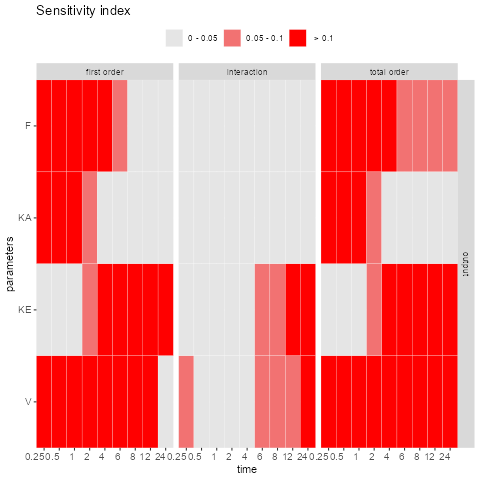 Sensitivity index
0 - 0.05 0.05 - 0.1 > 0.1
first order interaction total order
F
KA
KE
V
parameters
output
0.25 0.5 1 2 4 6 8 12 24 0.25 0.5 1 2 4 6 8 12 24 0.25 0.5 1 2 4 6 8 12 24
time